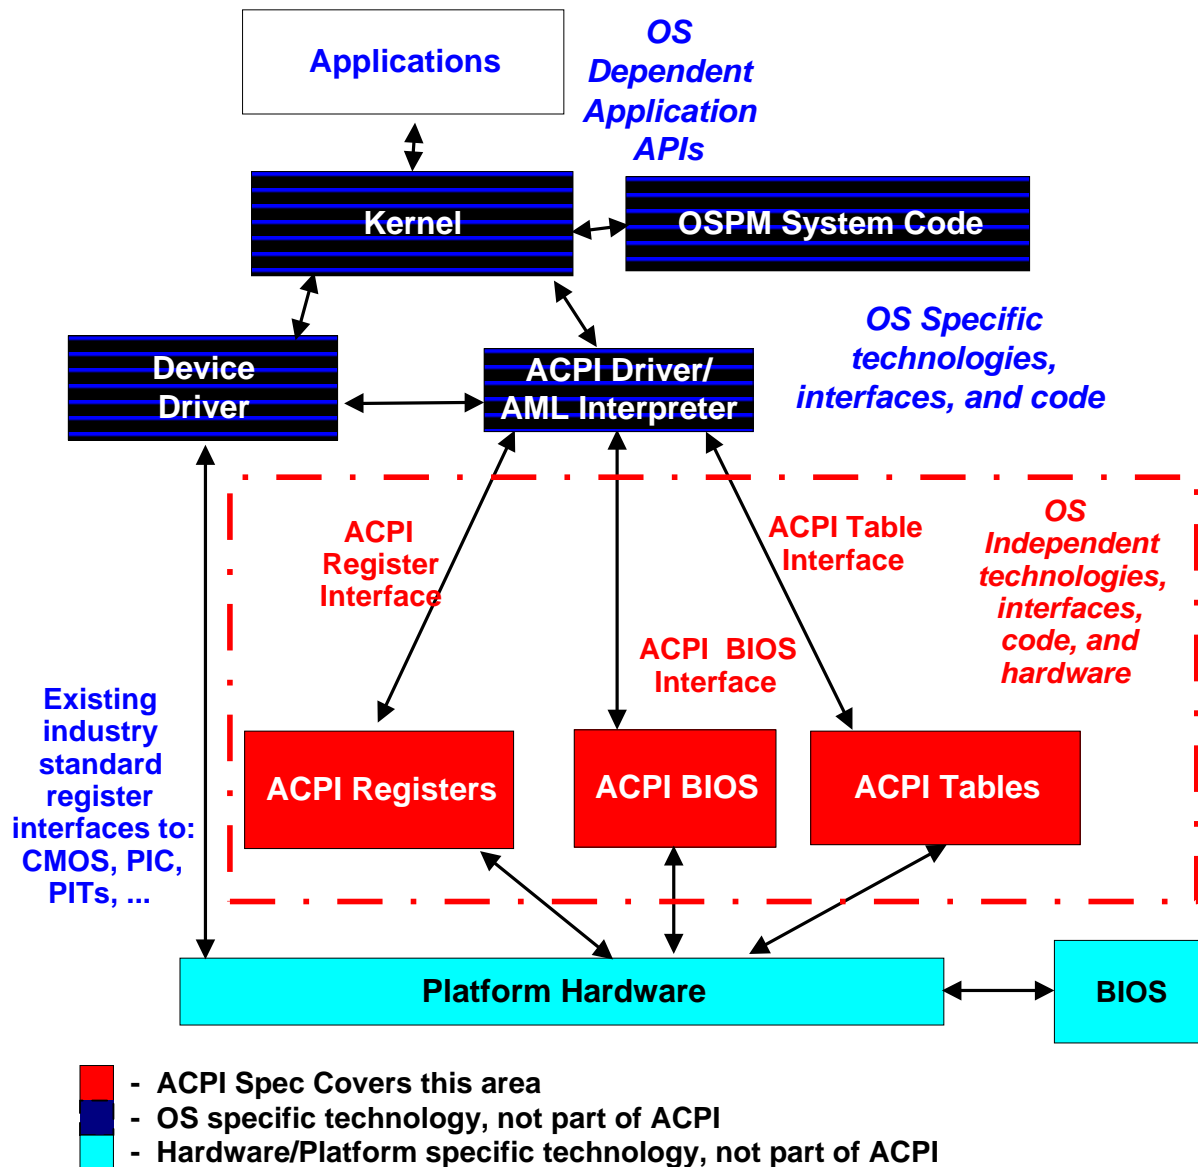 Applications
OS
Dependent
Application
APIs
Kernel
OSPM System Code
OS Specific
technologies,
interfaces, and code
Device
Driver
ACPI Driver/
AML Interpreter
ACPI
Register
Interface
ACPI Table
Interface
OS
Independent
technologies,
interfaces,
code, and
hardware
ACPI BIOS
Interface
Existing
industry
standard
register
interfaces to:
CMOS, PIC,
PITs, ...
ACPI Registers
ACPI BIOS
ACPI Tables
Platform Hardware
BIOS
- ACPI Spec Covers this area
- OS specific technology, not part of ACPI
- Hardware/Platform specific technology, not part of ACPI